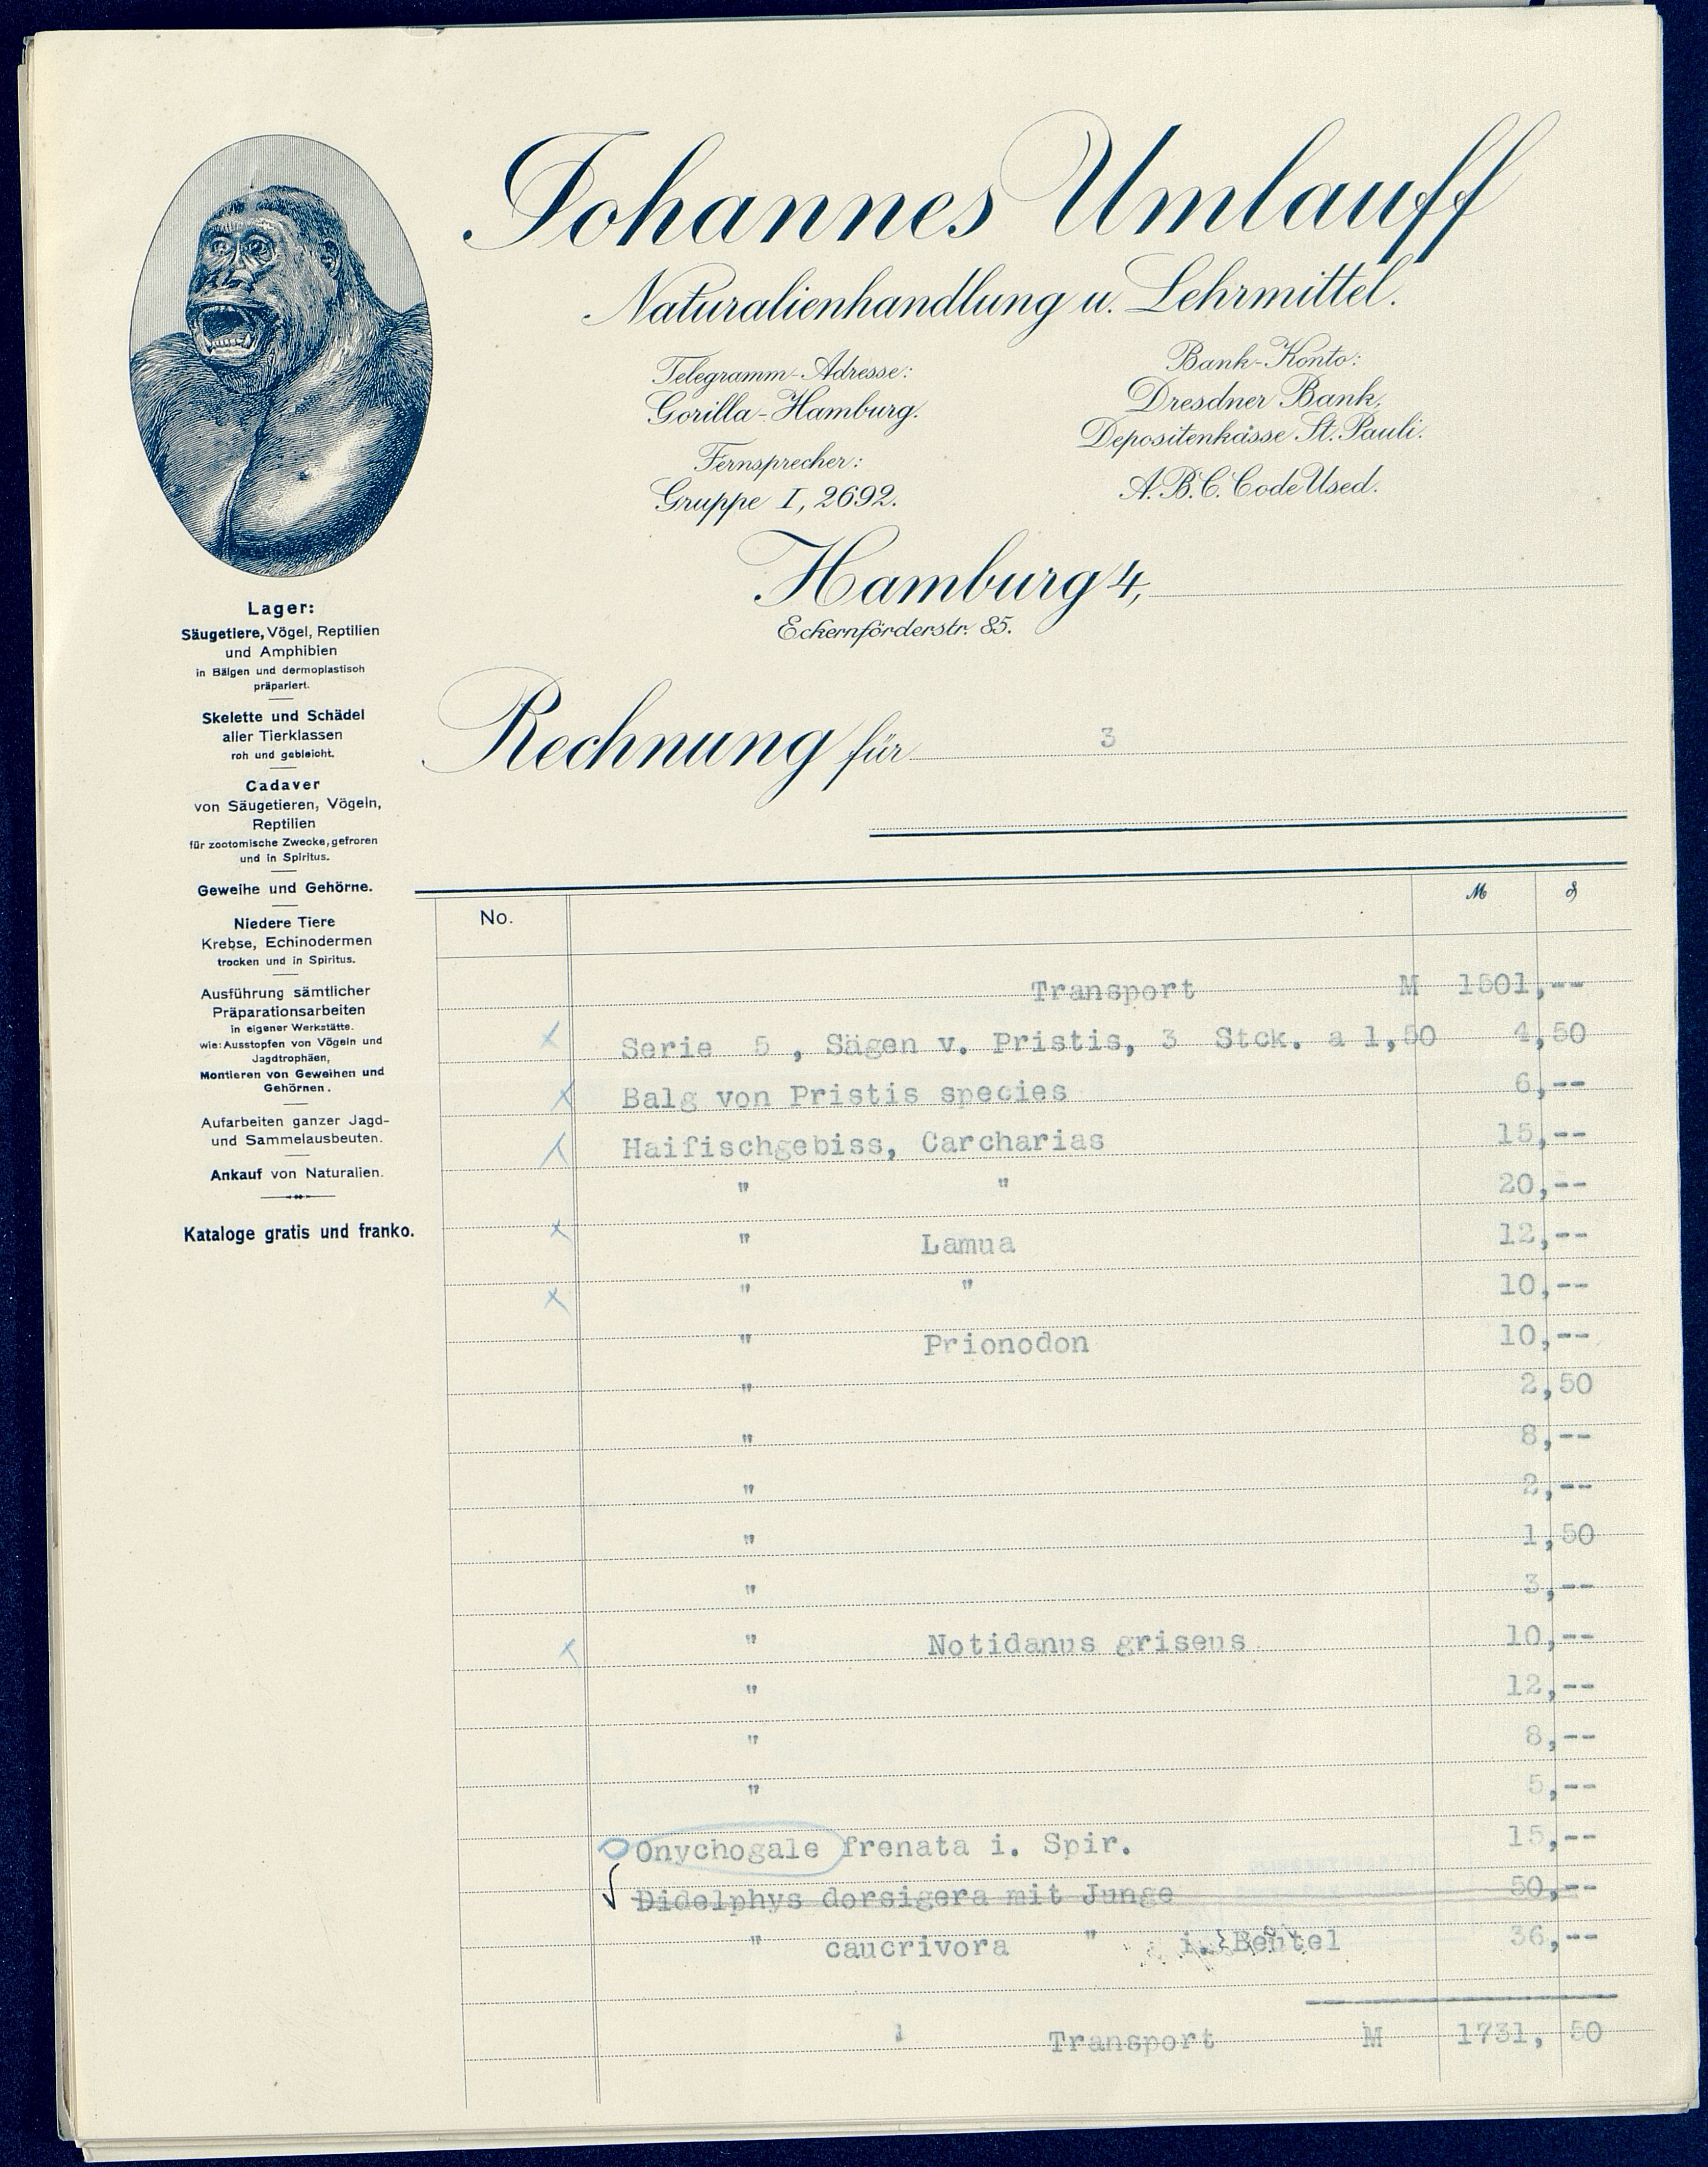 Johannes Umlauff
Naturalienhandlung u. Lehrmittel.
Telegramm-Adresse:
Gorilla-Hamburg.
Fernsprecher:
Gruppe I, 2692.
Bank-Konto:
Dresdner Bank,
Depositenkasse St. Pauli.
A.B.C. Code Used.
Hamburg 4,
Eckernförderstr. 85.
Lager:
Säugetiere, Vögel, Reptilien
und Amphibien
in Bälgen und dermoplastisch
präpariert.
Skelette und Schädel
aller Tierklassen
roh und gebleicht.
Cadaver
von Säugetieren, Vögeln,
Reptilien
für zootomische Zwecke, gefroren
und in Spiritus.
Geweihe und Gehörne.
Niedere Tiere
Krebse, Echinodermen
trocken und in Spiritus.
Ausführung sämtlicher
Präparationsarbeiten
in eigener Werkstätte.
wie: Ausstopfen von Vögeln und
Jagdtrophäen,
Montieren von Geweihen und
Gehörnen.
Aufarbeiten ganzer Jagd-
und Sammelausbeuten.
Ankauf von Naturalien.
Kataloge gratis und franko.
Rechnung für 3
No. M ₰
Transport M 1501,--
Serie 5 , Sägen v. Pristis, 3 Stck. a 1,50 4,50
Balg von Pristis species 6,--
Haifischgebiss, Carcharias 15,--
" " 20,--
" Lamua 12,--
" " 10,--
" Prionodon 10,--
" 2,50
" 8,--
" 2,--
" 1,50
" 3,--
" Notidanus griseus 10,--
" 12,--
" 8,--
" 5,--
Onychogale frenata i. Spir. 15,--
Didelphys dorsigera mit Junge 50,--
" caucrivora " i. Beutel 36,--
Transport M 1731, 50